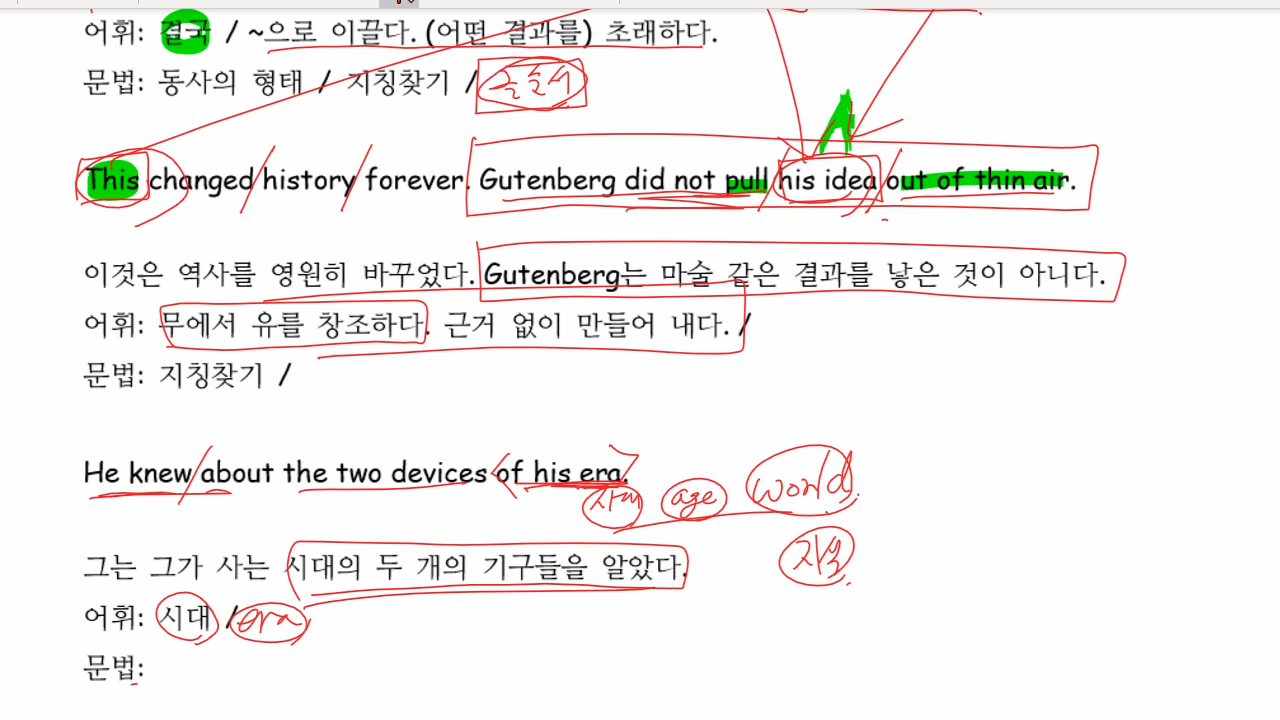 어휘: 결국 / ~으로 이끌다. (어떤 결과를) 초래하다.
문법: 동사의 형태 / 지칭찾기 /
This changed history forever. Gutenberg did not pull his idea out of thin air.
이것은 역사를 영원히 바꾸었다. Gutenberg는 마술 같은 결과를 낳은 것이 아니다.
어휘: 무에서 유를 창조하다. 근거 없이 만들어 내다. /
문법: 지칭찾기 /
He knew about the two devices of his era.
age world
그는 그가 사는 시대의 두 개의 기구들을 알았다.
어휘: 시대 / era
문법: